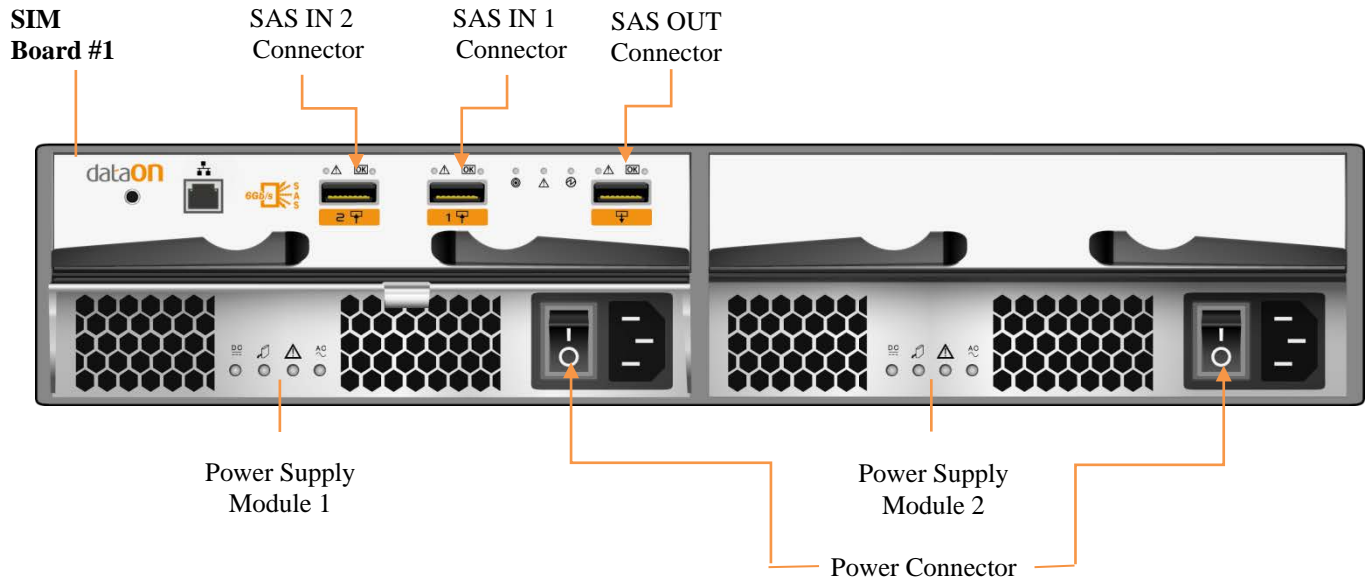 SIM
Board #1
SAS IN 2
Connector
SAS IN 1
Connector
SAS OUT
Connector
dataon
6Gb/s
SAS
OK
OK
OK
2
1
DC
AC
DC
AC
Power Supply
Module 1
Power Supply
Module 2
Power Connector